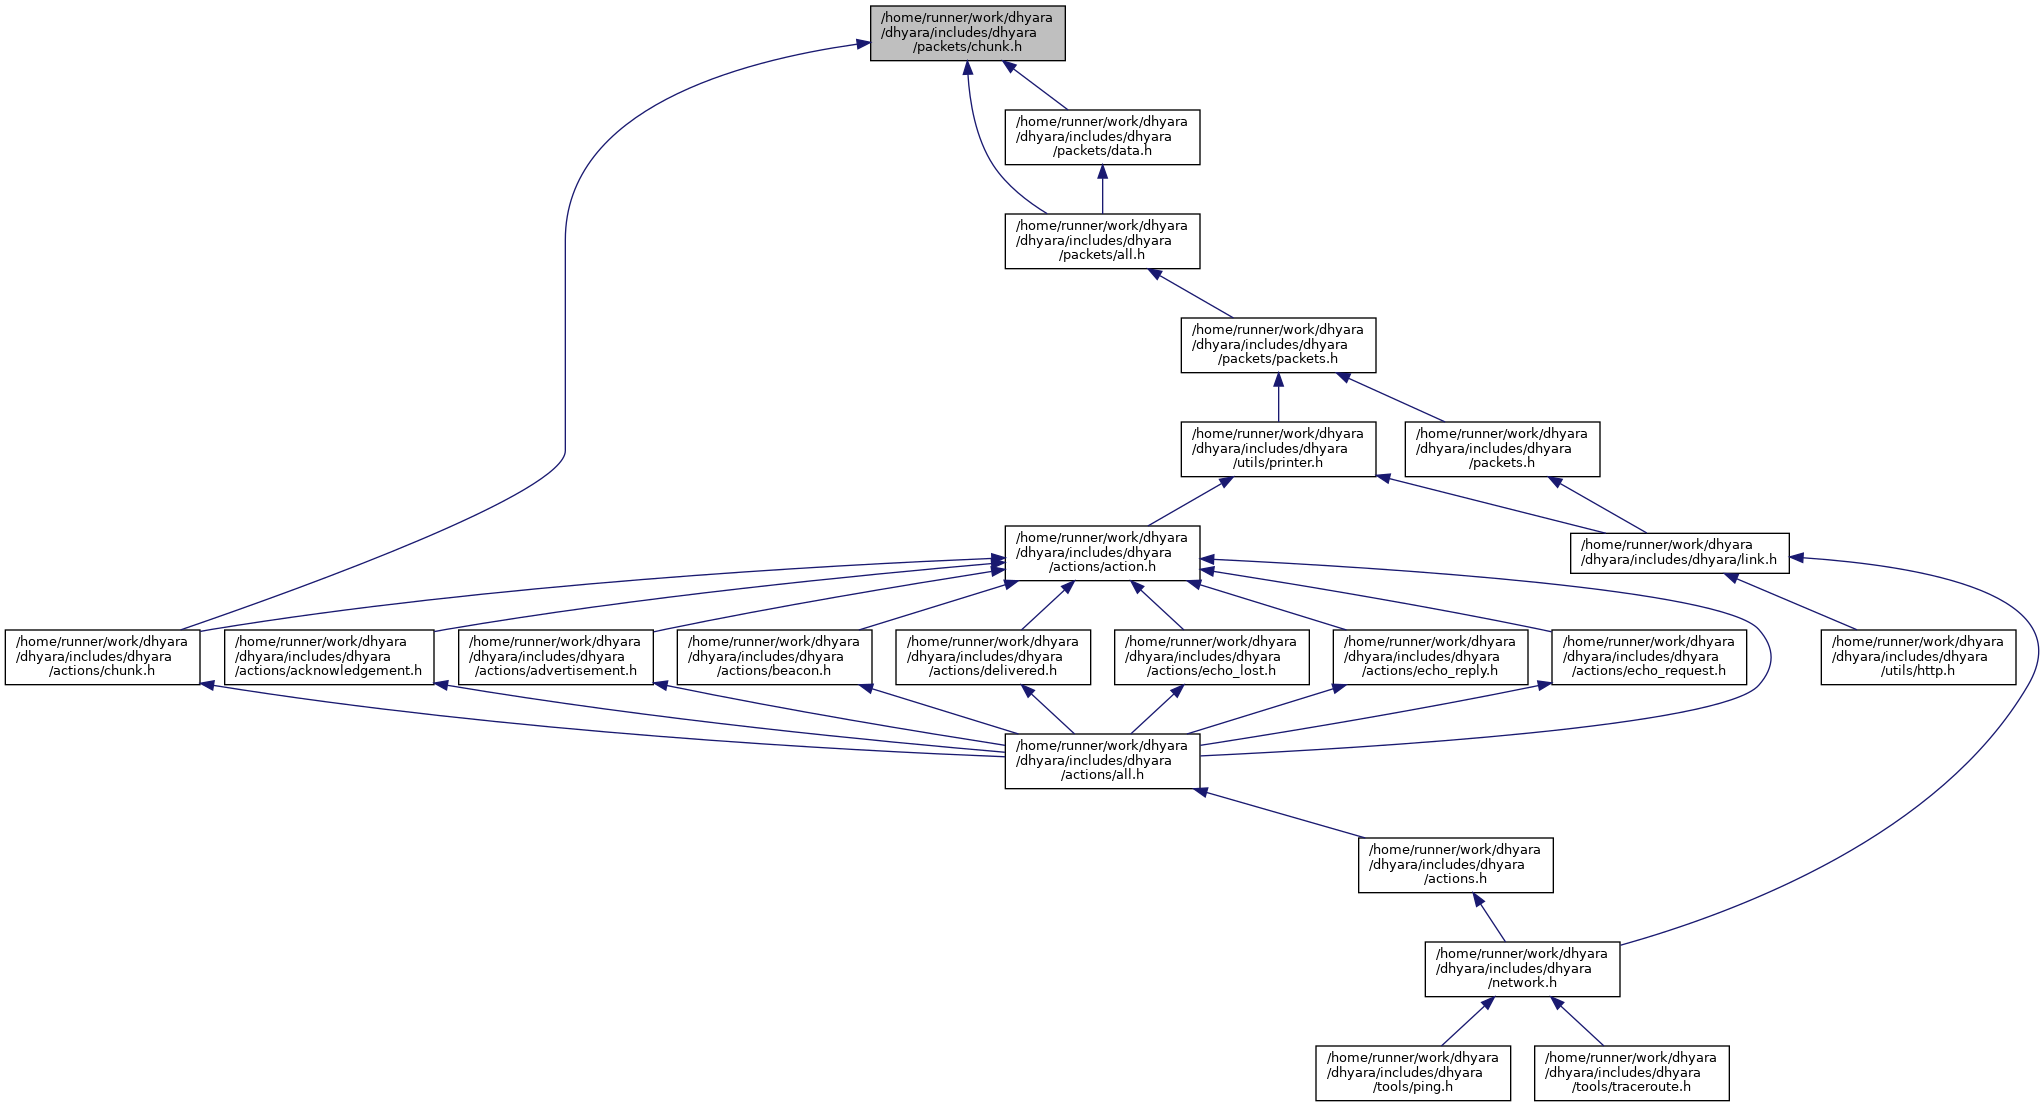 /home/runner/work/dhyara
/dhyara/includes/dhyara
/packets/chunk.h
/home/runner/work/dhyara
/dhyara/includes/dhyara
/packets/data.h
/home/runner/work/dhyara
/dhyara/includes/dhyara
/packets/all.h
/home/runner/work/dhyara
/dhyara/includes/dhyara
/packets/packets.h
/home/runner/work/dhyara
/dhyara/includes/dhyara
/utils/printer.h
/home/runner/work/dhyara
/dhyara/includes/dhyara
/packets.h
/home/runner/work/dhyara
/dhyara/includes/dhyara
/actions/action.h
/home/runner/work/dhyara
/dhyara/includes/dhyara/link.h
/home/runner/work/dhyara
/dhyara/includes/dhyara
/actions/chunk.h
/home/runner/work/dhyara
/dhyara/includes/dhyara
/actions/acknowledgement.h
/home/runner/work/dhyara
/dhyara/includes/dhyara
/actions/advertisement.h
/home/runner/work/dhyara
/dhyara/includes/dhyara
/actions/beacon.h
/home/runner/work/dhyara
/dhyara/includes/dhyara
/actions/delivered.h
/home/runner/work/dhyara
/dhyara/includes/dhyara
/actions/echo_lost.h
/home/runner/work/dhyara
/dhyara/includes/dhyara
/actions/echo_reply.h
/home/runner/work/dhyara
/dhyara/includes/dhyara
/actions/echo_request.h
/home/runner/work/dhyara
/dhyara/includes/dhyara
/utils/http.h
/home/runner/work/dhyara
/dhyara/includes/dhyara
/actions/all.h
/home/runner/work/dhyara
/dhyara/includes/dhyara
/actions.h
/home/runner/work/dhyara
/dhyara/includes/dhyara
/network.h
/home/runner/work/dhyara
/dhyara/includes/dhyara
/tools/ping.h
/home/runner/work/dhyara
/dhyara/includes/dhyara
/tools/traceroute.h